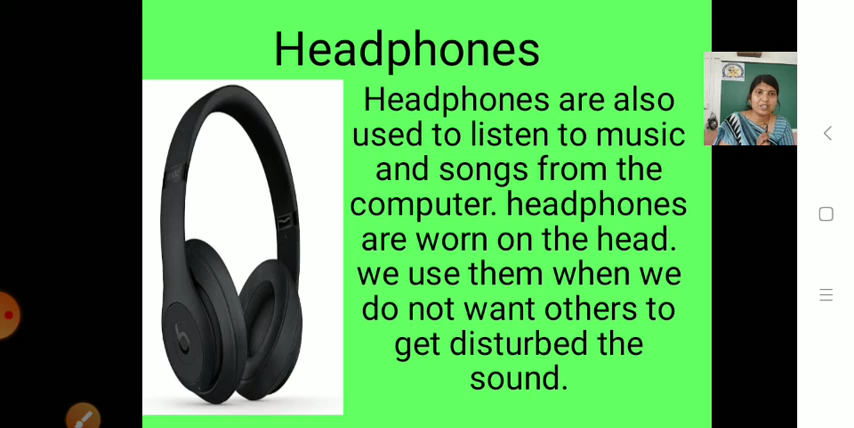 Headphones
Headphones are also
used to listen to music
and songs from the
computer. headphones
are worn on the head.
we use them when we
do not want others to
get disturbed the
sound.